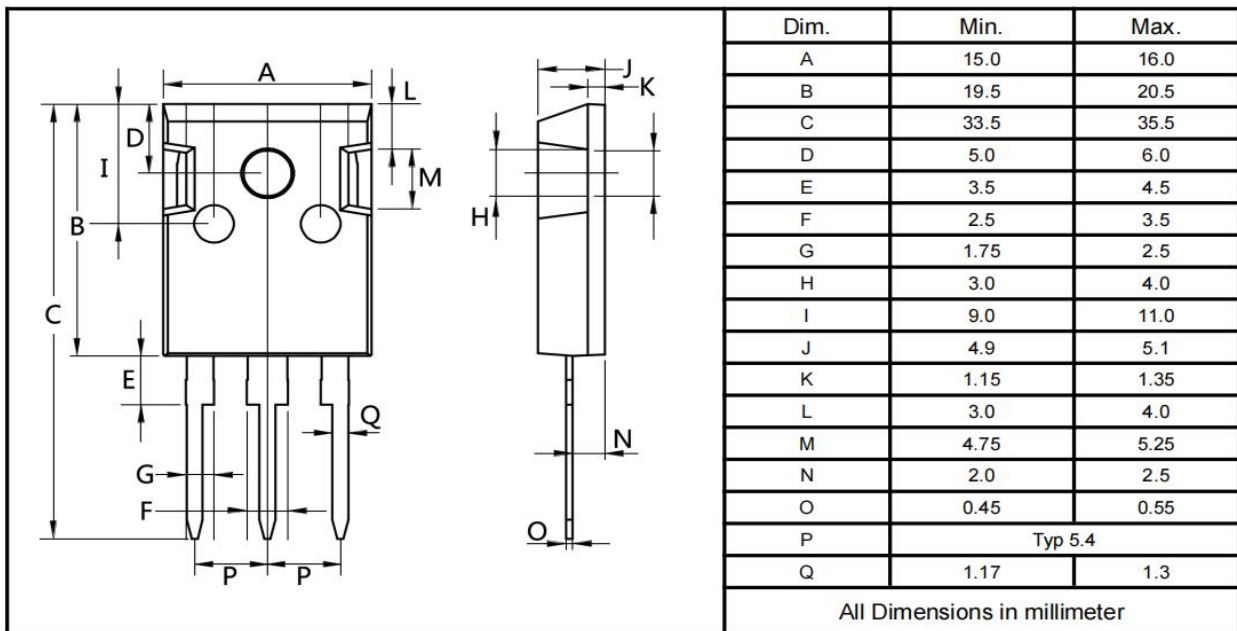 A
J
L
K
D
I
M
H
B
C
E
Q
N
G
F
O
P P
Dim. Min. Max.
A 15.0 16.0
B 19.5 20.5
C 33.5 35.5
D 5.0 6.0
E 3.5 4.5
F 2.5 3.5
G 1.75 2.5
H 3.0 4.0
I 9.0 11.0
J 4.9 5.1
K 1.15 1.35
L 3.0 4.0
M 4.75 5.25
N 2.0 2.5
O 0.45 0.55
P Typ 5.4
Q 1.17 1.3
All Dimensions in millimeter